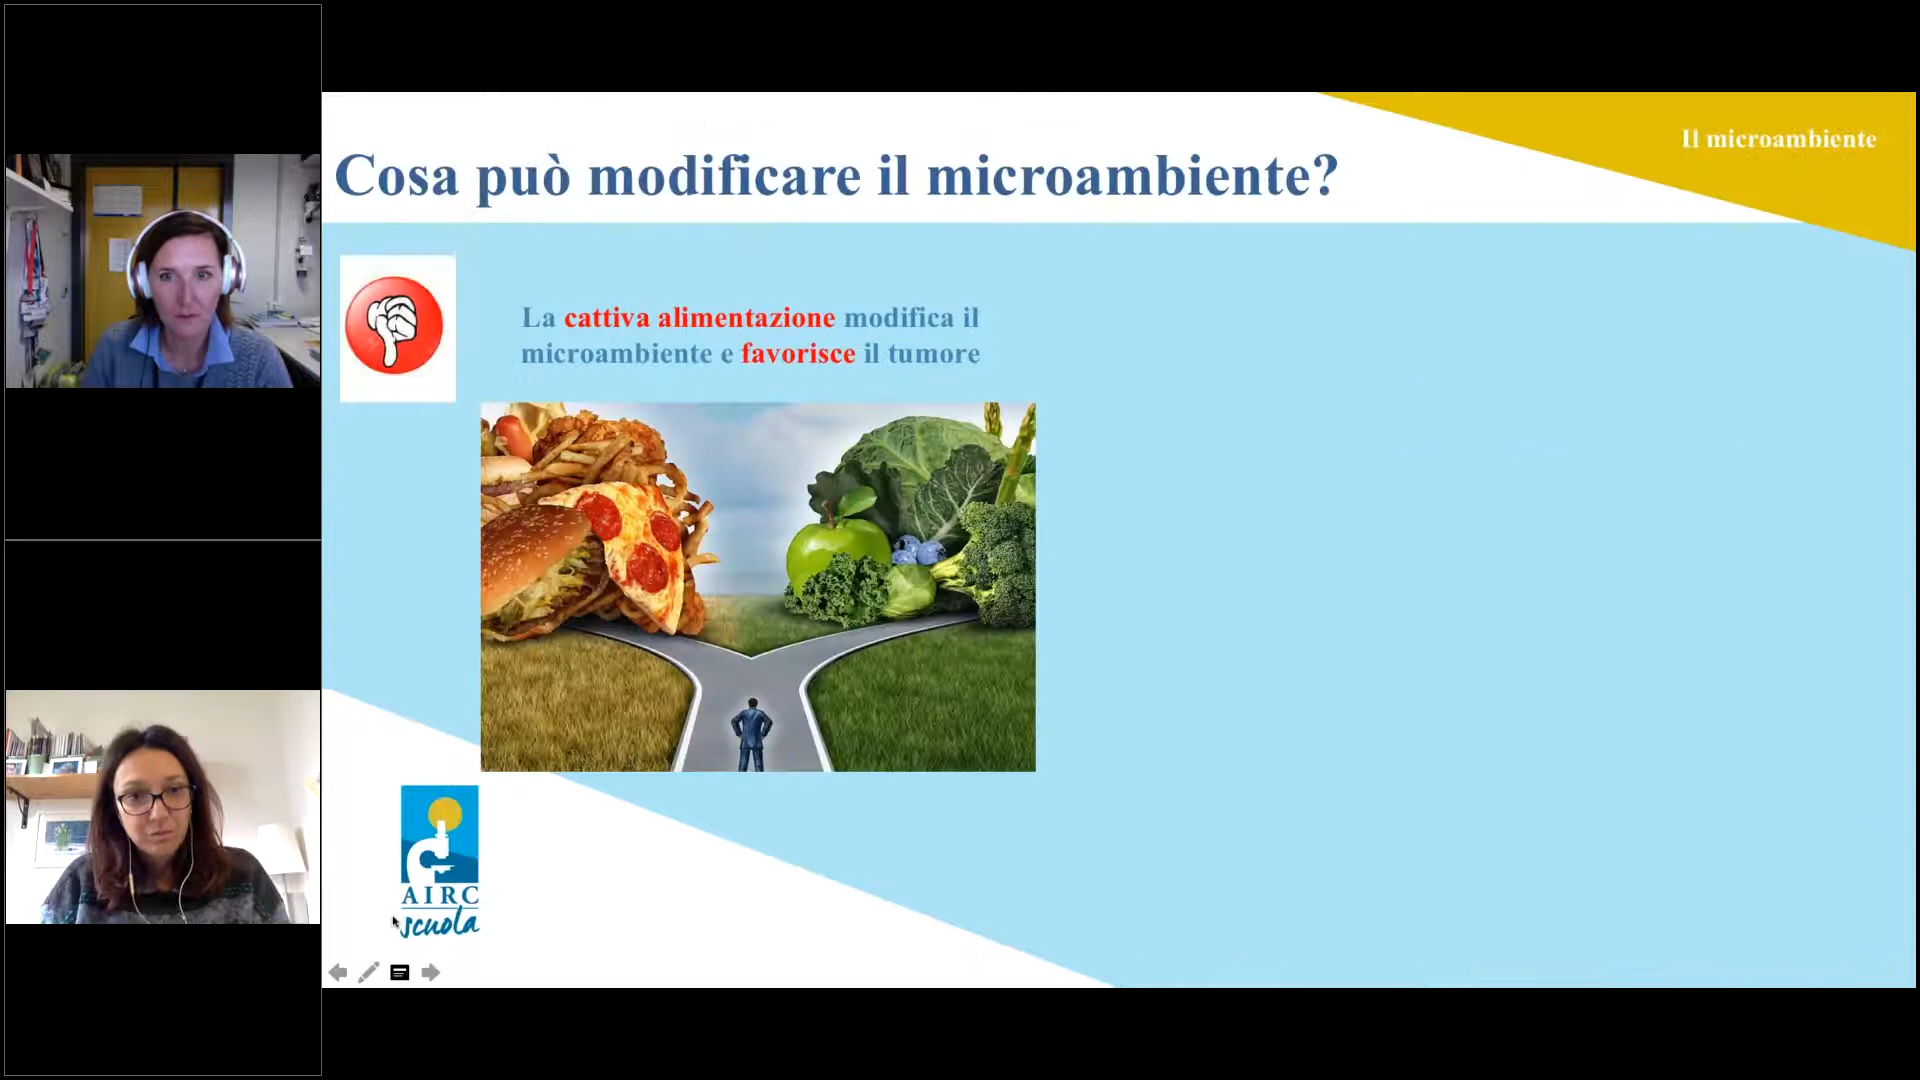 Il microambiente
Cosa può modificare il microambiente?
La cattiva alimentazione modifica il
microambiente e favorisce il tumore
AIRC
scuola